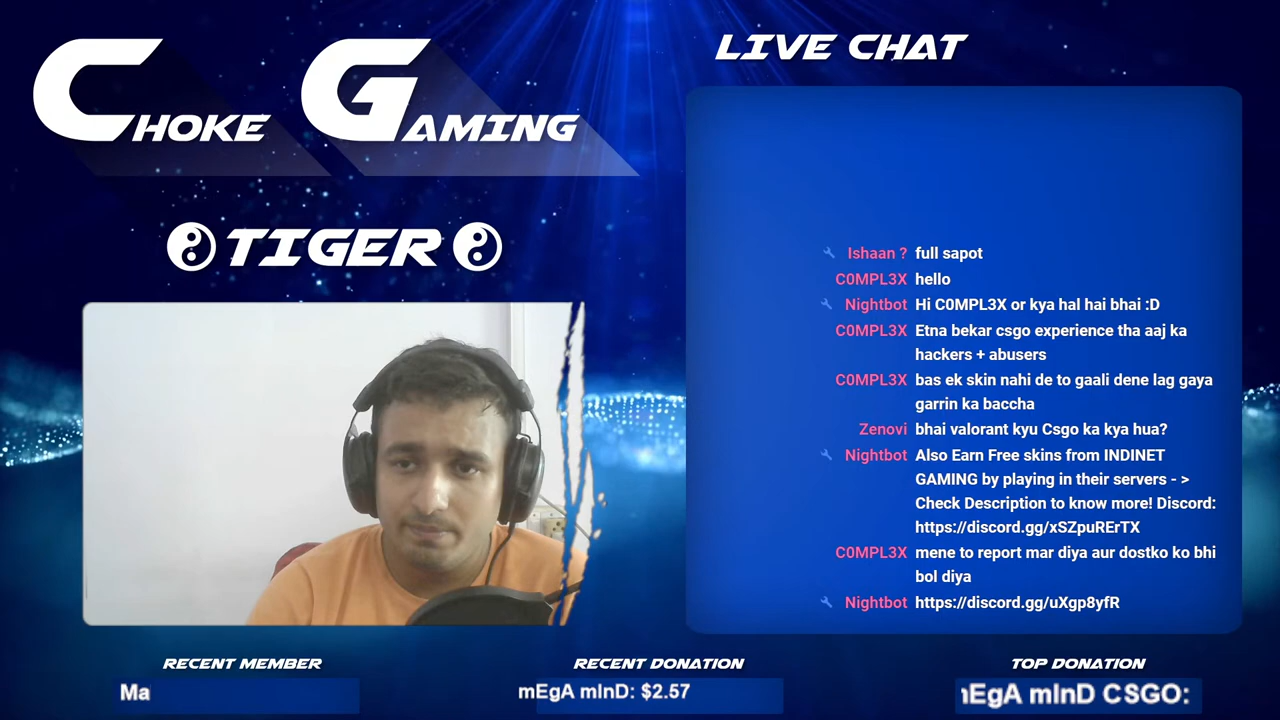 CHOKE GAMING
TIGER
LIVE CHAT
Ishaan ? full sapot
C0MPL3X hello
Nightbot Hi C0MPL3X or kya hal hai bhai :D
C0MPL3X Etna bekar csgo experience tha aaj ka
hackers + abusers
C0MPL3X bas ek skin nahi de to gaali dene lag gaya
garrin ka baccha
Zenovi bhai valorant kyu Csgo ka kya hua?
Nightbot Also Earn Free skins from INDINET
GAMING by playing in their servers - >
Check Description to know more! Discord:
https://discord.gg/xSZpuRErTX
C0MPL3X mene to report mar diya aur dostko ko bhi
bol diya
Nightbot https://discord.gg/uXgp8yfR
RECENT MEMBER
Ma
RECENT DONATION
mEgA mInD: $2.57
TOP DONATION
mInD CSGO: